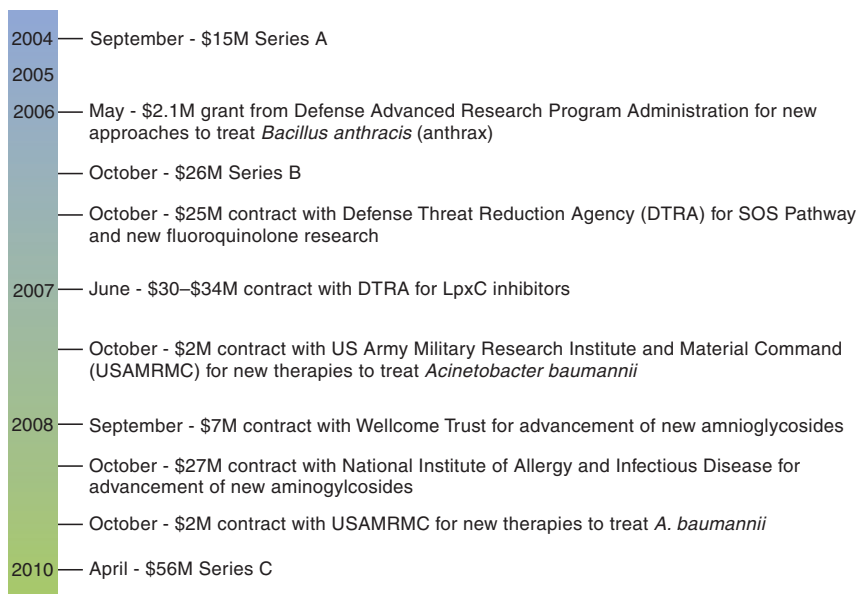 2004 September - $15M Series A
2005
2006 May - $2.1M grant from Defense Advanced Research Program Administration for new
approaches to treat Bacillus anthracis (anthrax)
October - $26M Series B
October - $25M contract with Defense Threat Reduction Agency (DTRA) for SOS Pathway
and new fluoroquinolone research
2007 June - $30–$34M contract with DTRA for LpxC inhibitors
October - $2M contract with US Army Military Research Institute and Material Command
(USAMRMC) for new therapies to treat Acinetobacter baumannii
2008 September - $7M contract with Wellcome Trust for advancement of new amnioglycosides
October - $27M contract with National Institute of Allergy and Infectious Disease for
advancement of new aminogylcosides
October - $2M contract with USAMRMC for new therapies to treat A. baumannii
2010 April - $56M Series C